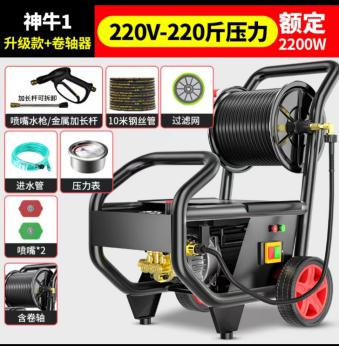 神牛1
升级款+卷轴器
220V-220斤压力
额定
2200W
加长杆可拆卸
喷嘴水枪/金属加长杆
10米钢丝管
过滤网
进水管
压力表
喷嘴*2
含卷轴